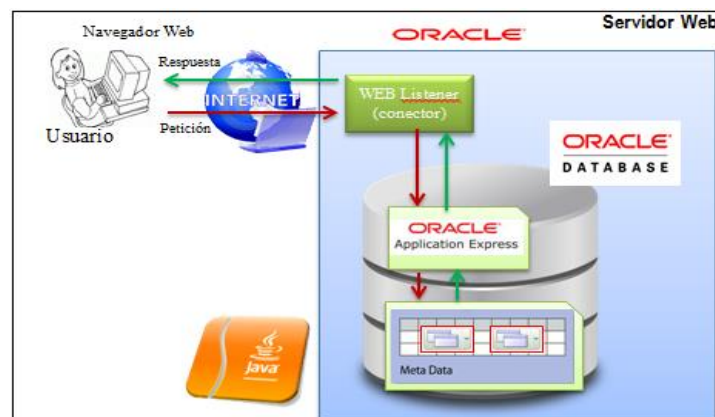 Servidor Web
Navegador Web
ORACLE
Respuesta
INTERNET
WEB Listener
(conector)
Petición
Usuario
ORACLE
DATABASE
ORACLE
Application Express
Java
Meta Data